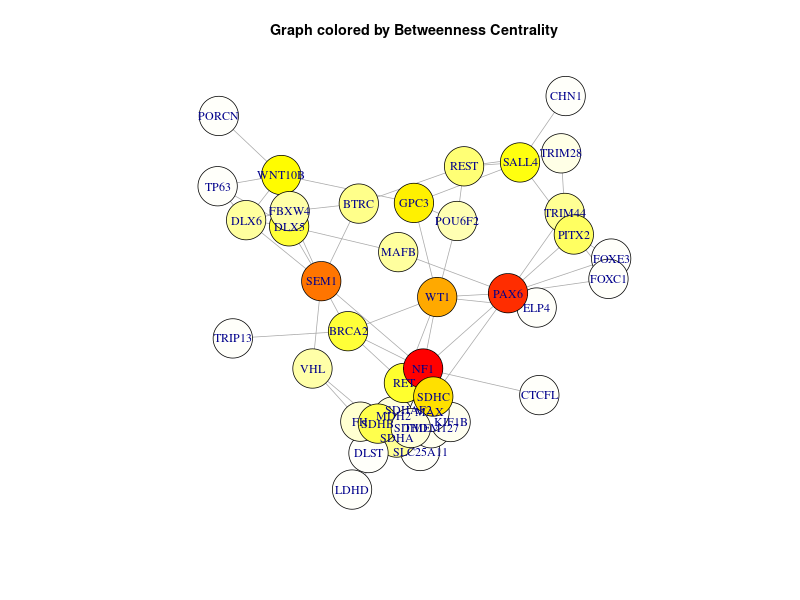 Graph colored by Betweenness Centrality
CHN1
PORCN
TRIM28
SALL4
REST
WNT10B
TP63
BTRC
GPC3
FBXW4
TRIM44
DLX6
POU6F2
DLX5
PITX2
MAFB
FOXE3
FOXC1
SEM1
PAX6
WT1
ELP4
BRCA2
TRIP13
VHL
NF1
RET
SDHC
CTCFL
SDHAF2
MAX
MDH2
FH
SDHB
KIF1B
TMEM127
SDHA
DLST
SLC25A11
LDHD